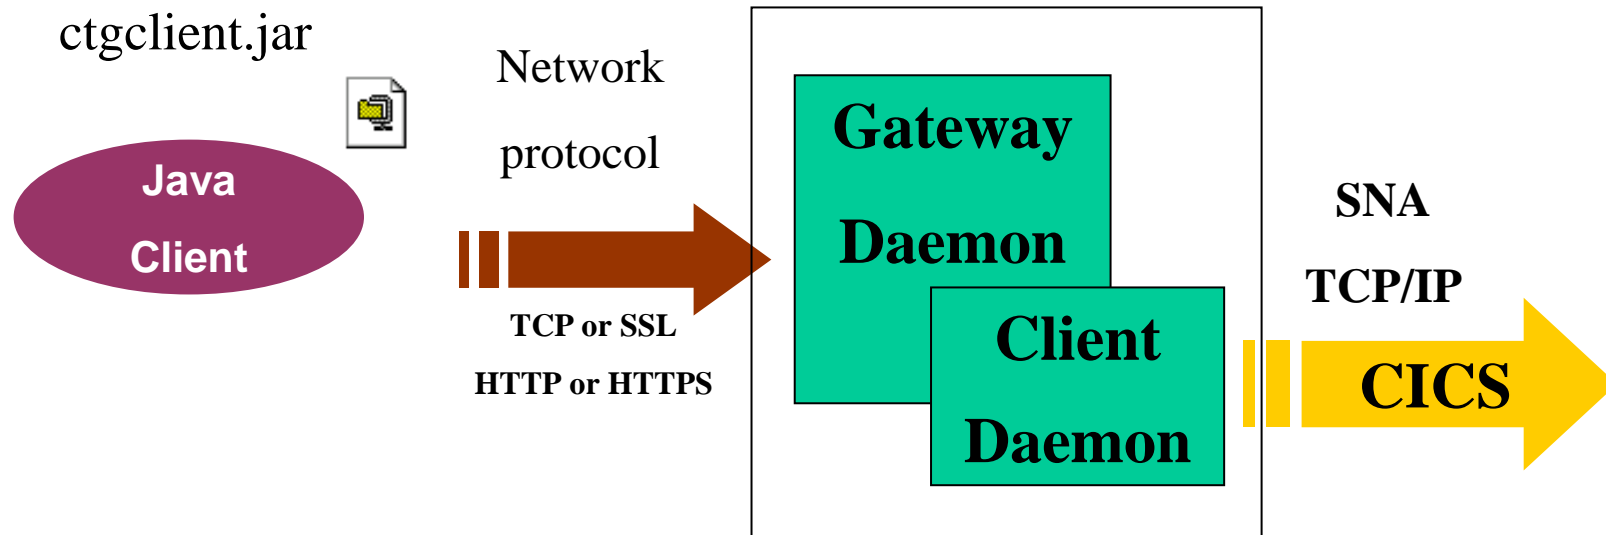 ctgclient.jar
Java
Client
Network
protocol
TCP or SSL
HTTP or HTTPS
Gateway
Daemon
Client
Daemon
SNA
TCP/IP
CICS